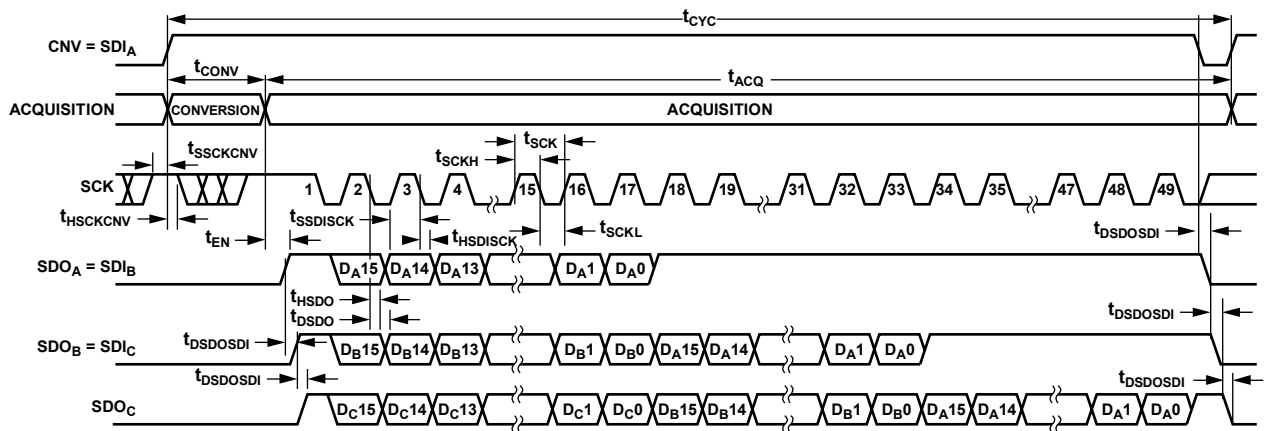 tCYC
CNV = SDIA
tCONV
tACQ
ACQUISITION
CONVERSION
ACQUISITION
tSSCKCNV
tSCK
tSCKH
SCK
1 2 3 4 15 16 17 18 19 31 32 33 34 35 47 48 49
tHSCKCNV
tSSDISCK
tHSDISCK
tSCKL
tDSDOSDI
tEN
SDOA = SDIB
DA15 DA14 DA13 DA1 DA0
tHSDO
tDSDO
tDSDOSDI
tDSDOSDI
SDOB = SDIC
DB15 DB14 DB13 DB1 DB0 DA15 DA14 DA1 DA0
tDSDOSDI
tDSDOSDI
SDOC
DC15 DC14 DC13 DC1 DC0 DB15 DB14 DB1 DB0 DA15 DA14 DA1 DA0